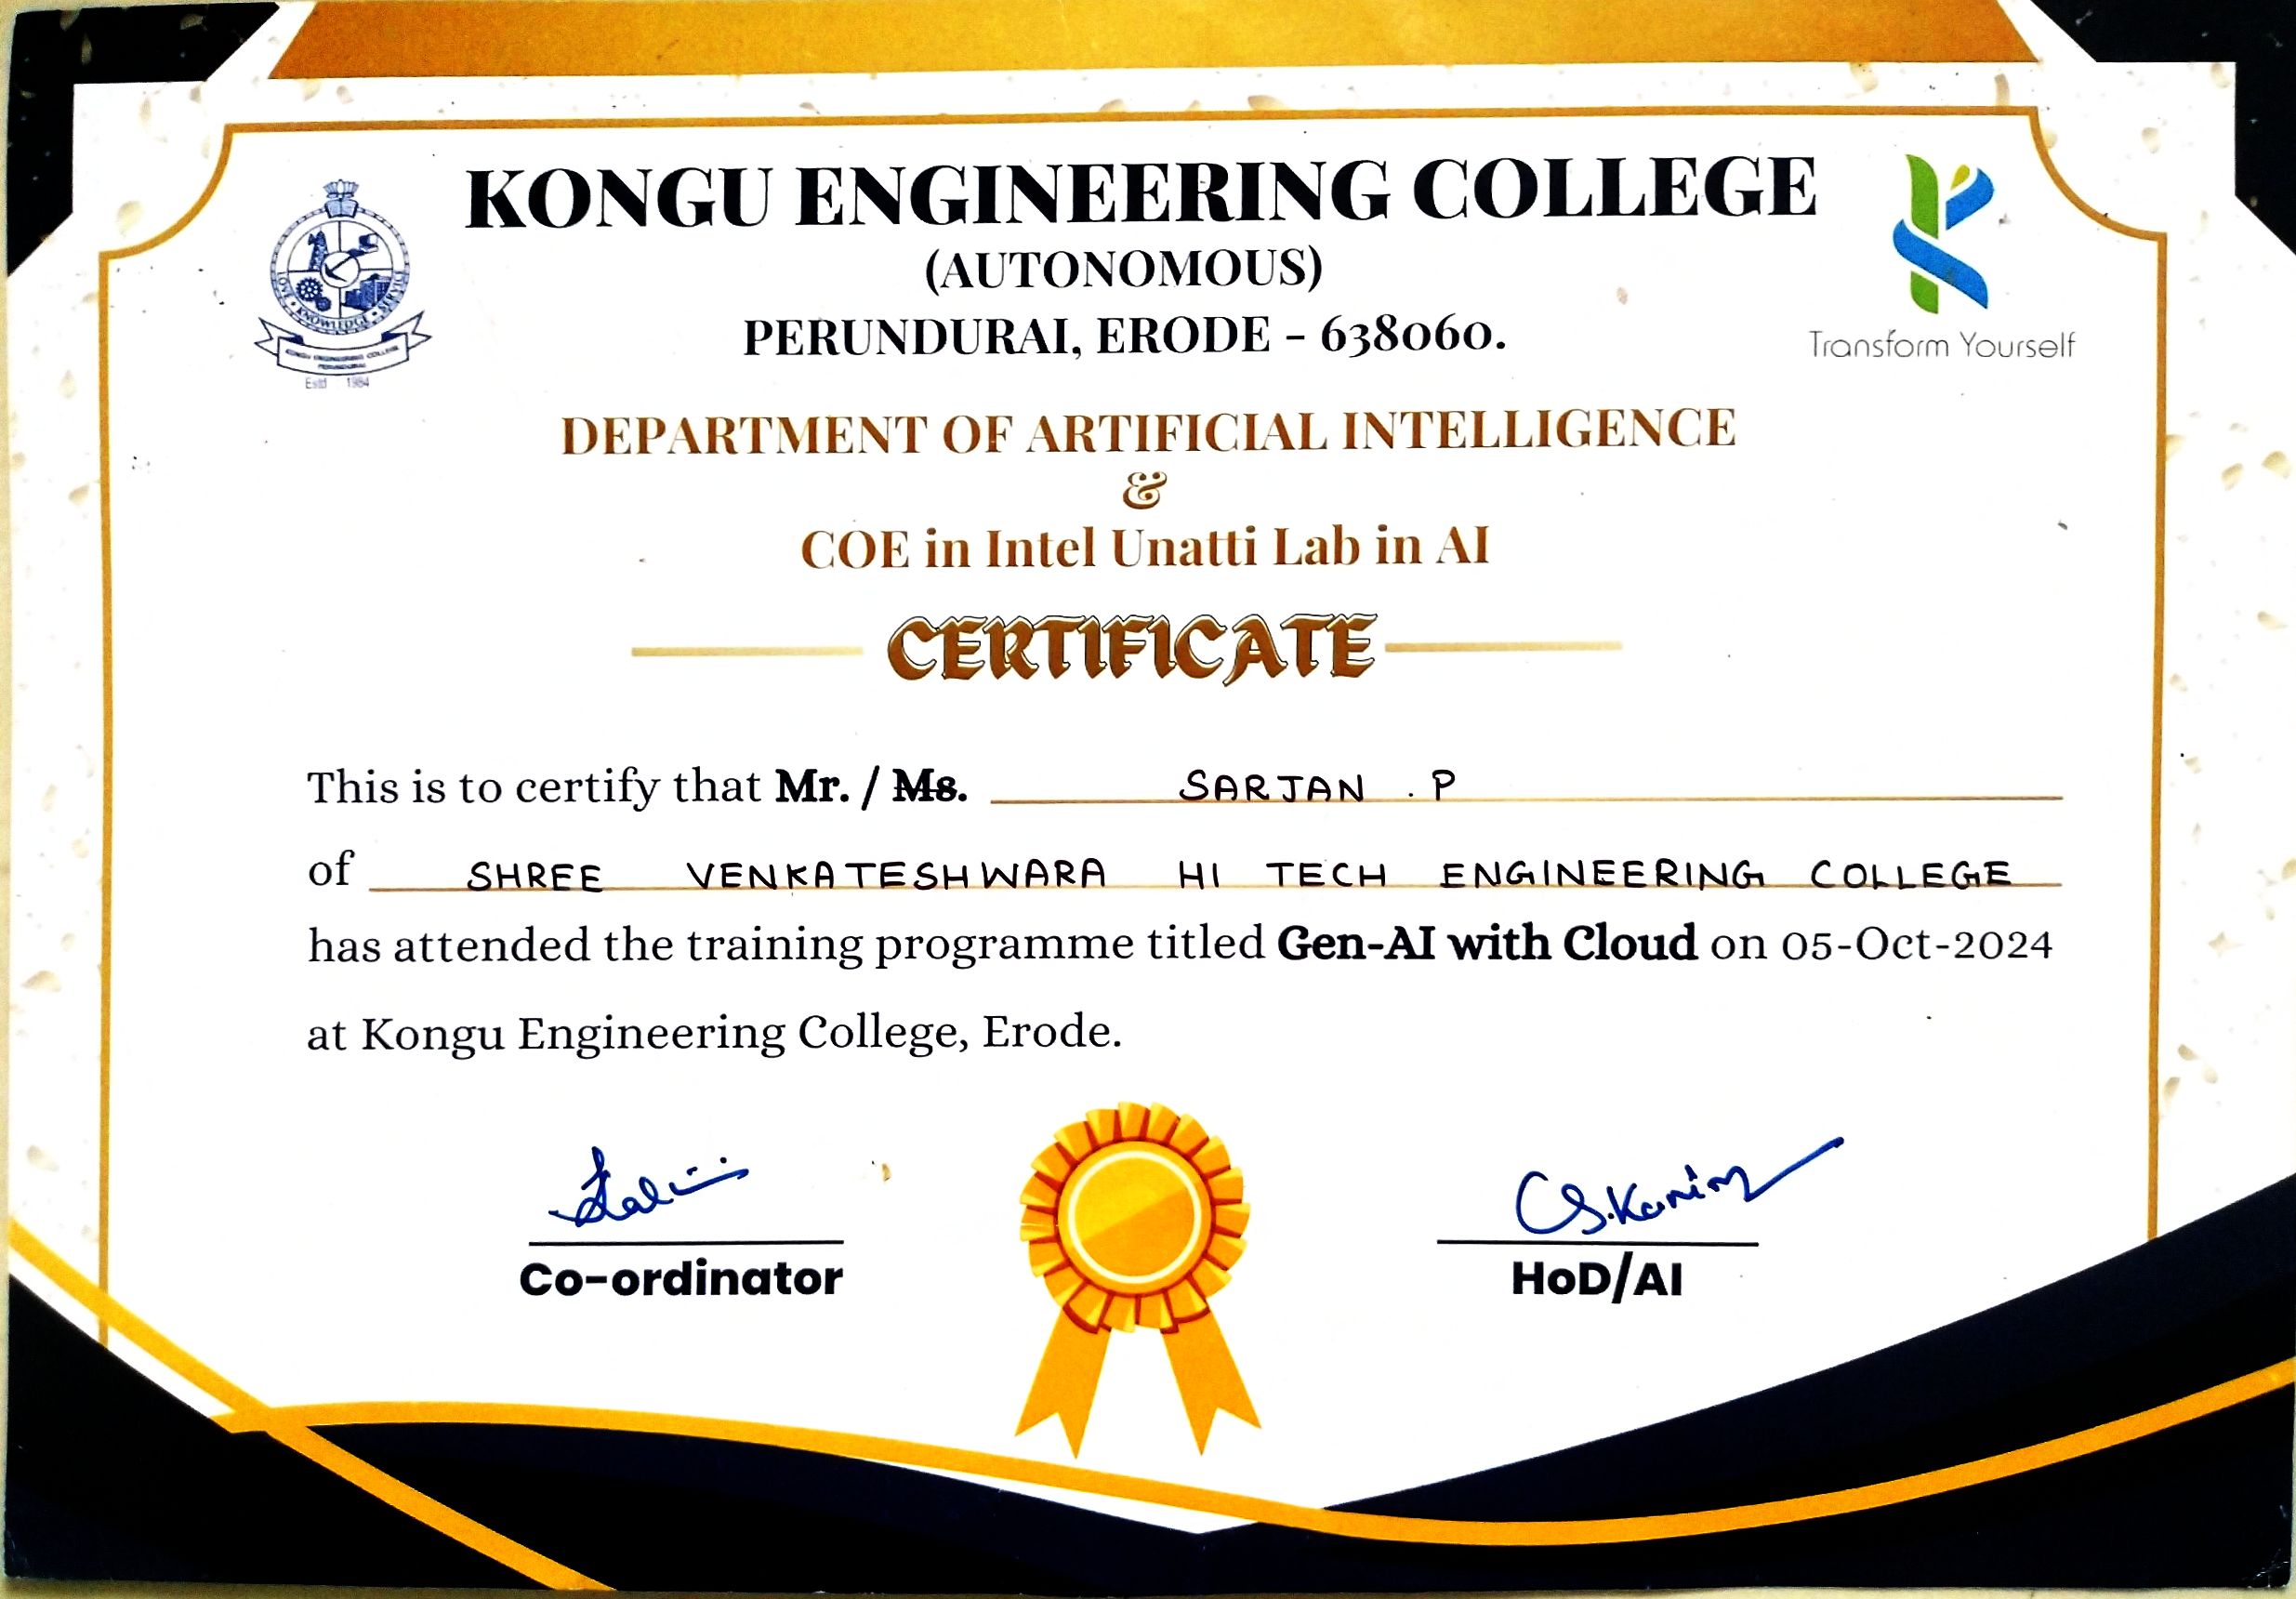 KONGU ENGINEERING COLLEGE
(AUTONOMOUS)
PERUNDURAI, ERODE - 638060.
LOVE • KNOWLEDGE • SERVICE
KONGU ENGINEERING COLLEGE
PERUNDURAI
Estd 1984
Transform Yourself
DEPARTMENT OF ARTIFICIAL INTELLIGENCE
&
COE in Intel Unatti Lab in AI
CERTIFICATE
This is to certify that Mr. / Ms. SARJAN . P
of SHREE VENKATESHWARA HI TECH ENGINEERING COLLEGE
has attended the training programme titled Gen-AI with Cloud on 05-Oct-2024
at Kongu Engineering College, Erode.
Co-ordinator
HoD/AI